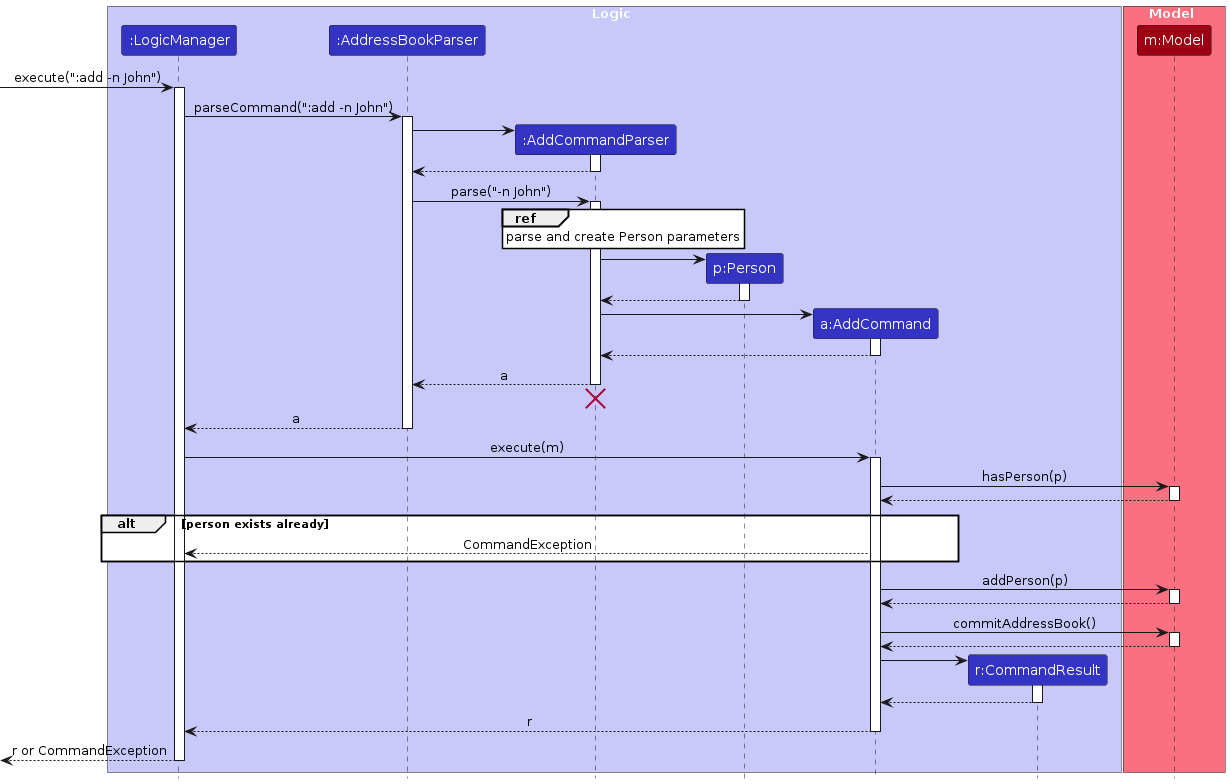 Logic
Model
:LogicManager
:AddressBookParser
m:Model
execute(":add -n John")
parseCommand(":add -n John")
:AddCommandParser
parse("-n John")
ref
parse and create Person parameters
p:Person
a:AddCommand
a
a
execute(m)
hasPerson(p)
alt
[person exists already]
CommandException
addPerson(p)
commitAddressBook()
r:CommandResult
r
r or CommandException